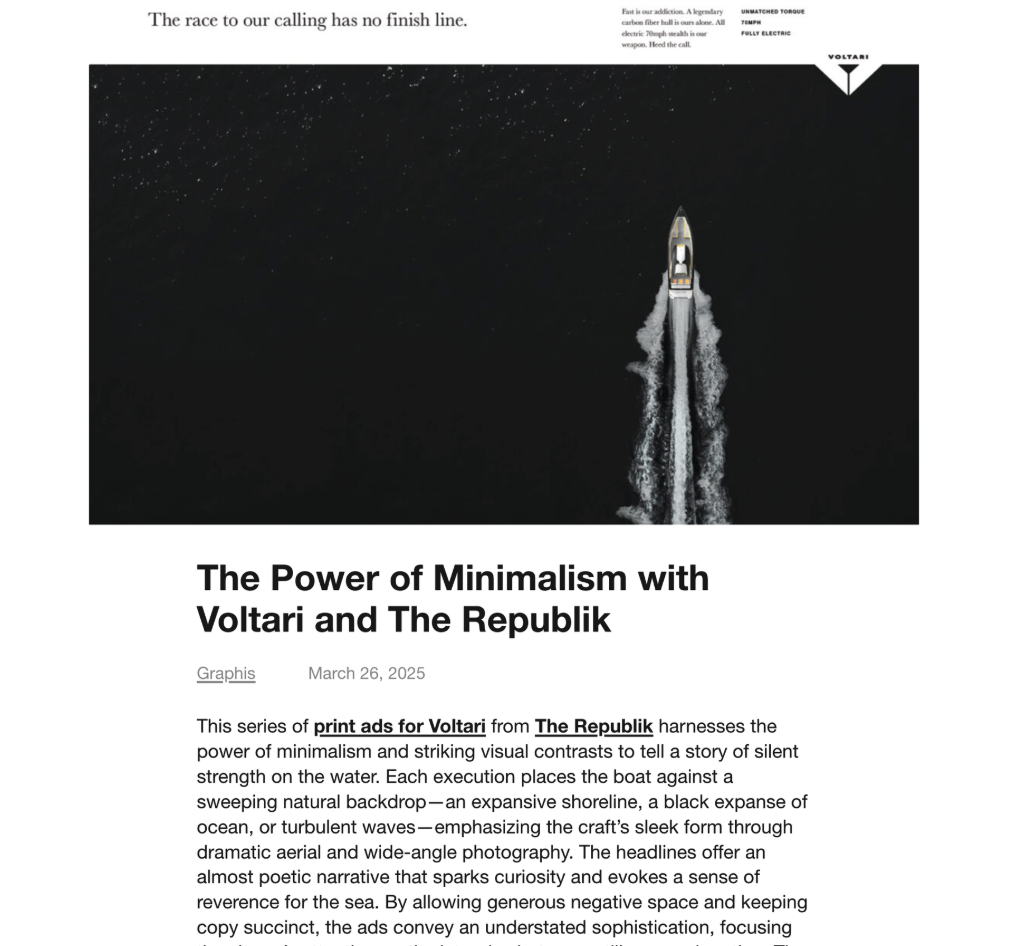 The race to our calling has no finish line.
Fast is our addiction. A legendary
carbon fiber hull is ours alone. All
electric 70mph stealth is our
weapon. Heed the call.
UNMATCHED TORQUE
70MPH
FULLY ELECTRIC
VOLTARI
The Power of Minimalism with
Voltari and The Republik
Graphis
March 26, 2025
This series of print ads for Voltari from The Republik harnesses the
power of minimalism and striking visual contrasts to tell a story of silent
strength on the water. Each execution places the boat against a
sweeping natural backdrop—an expansive shoreline, a black expanse of
ocean, or turbulent waves—emphasizing the craft’s sleek form through
dramatic aerial and wide-angle photography. The headlines offer an
almost poetic narrative that sparks curiosity and evokes a sense of
reverence for the sea. By allowing generous negative space and keeping
copy succinct, the ads convey an understated sophistication, focusing